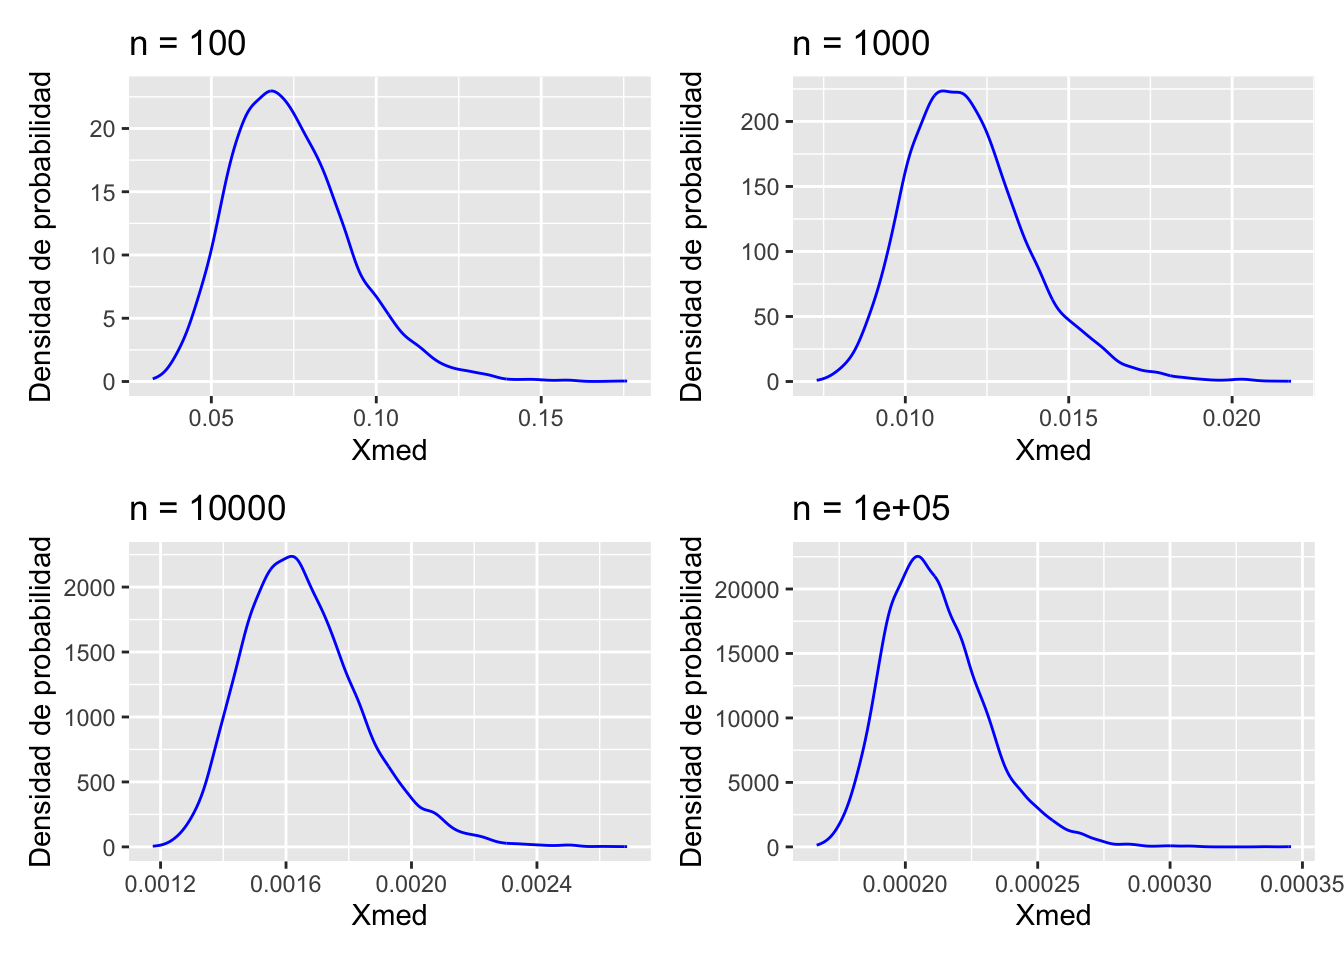 n = 100
Densidad de probabilidad
20
15
10
5
0
0.05 0.10 0.15
Xmed
n = 1000
Densidad de probabilidad
200
150
100
50
0
0.010 0.015 0.020
Xmed
n = 10000
Densidad de probabilidad
2000
1500
1000
500
0
0.0012 0.0016 0.0020 0.0024
Xmed
n = 1e+05
Densidad de probabilidad
20000
15000
10000
5000
0
0.00020 0.00025 0.00030 0.00035
Xmed